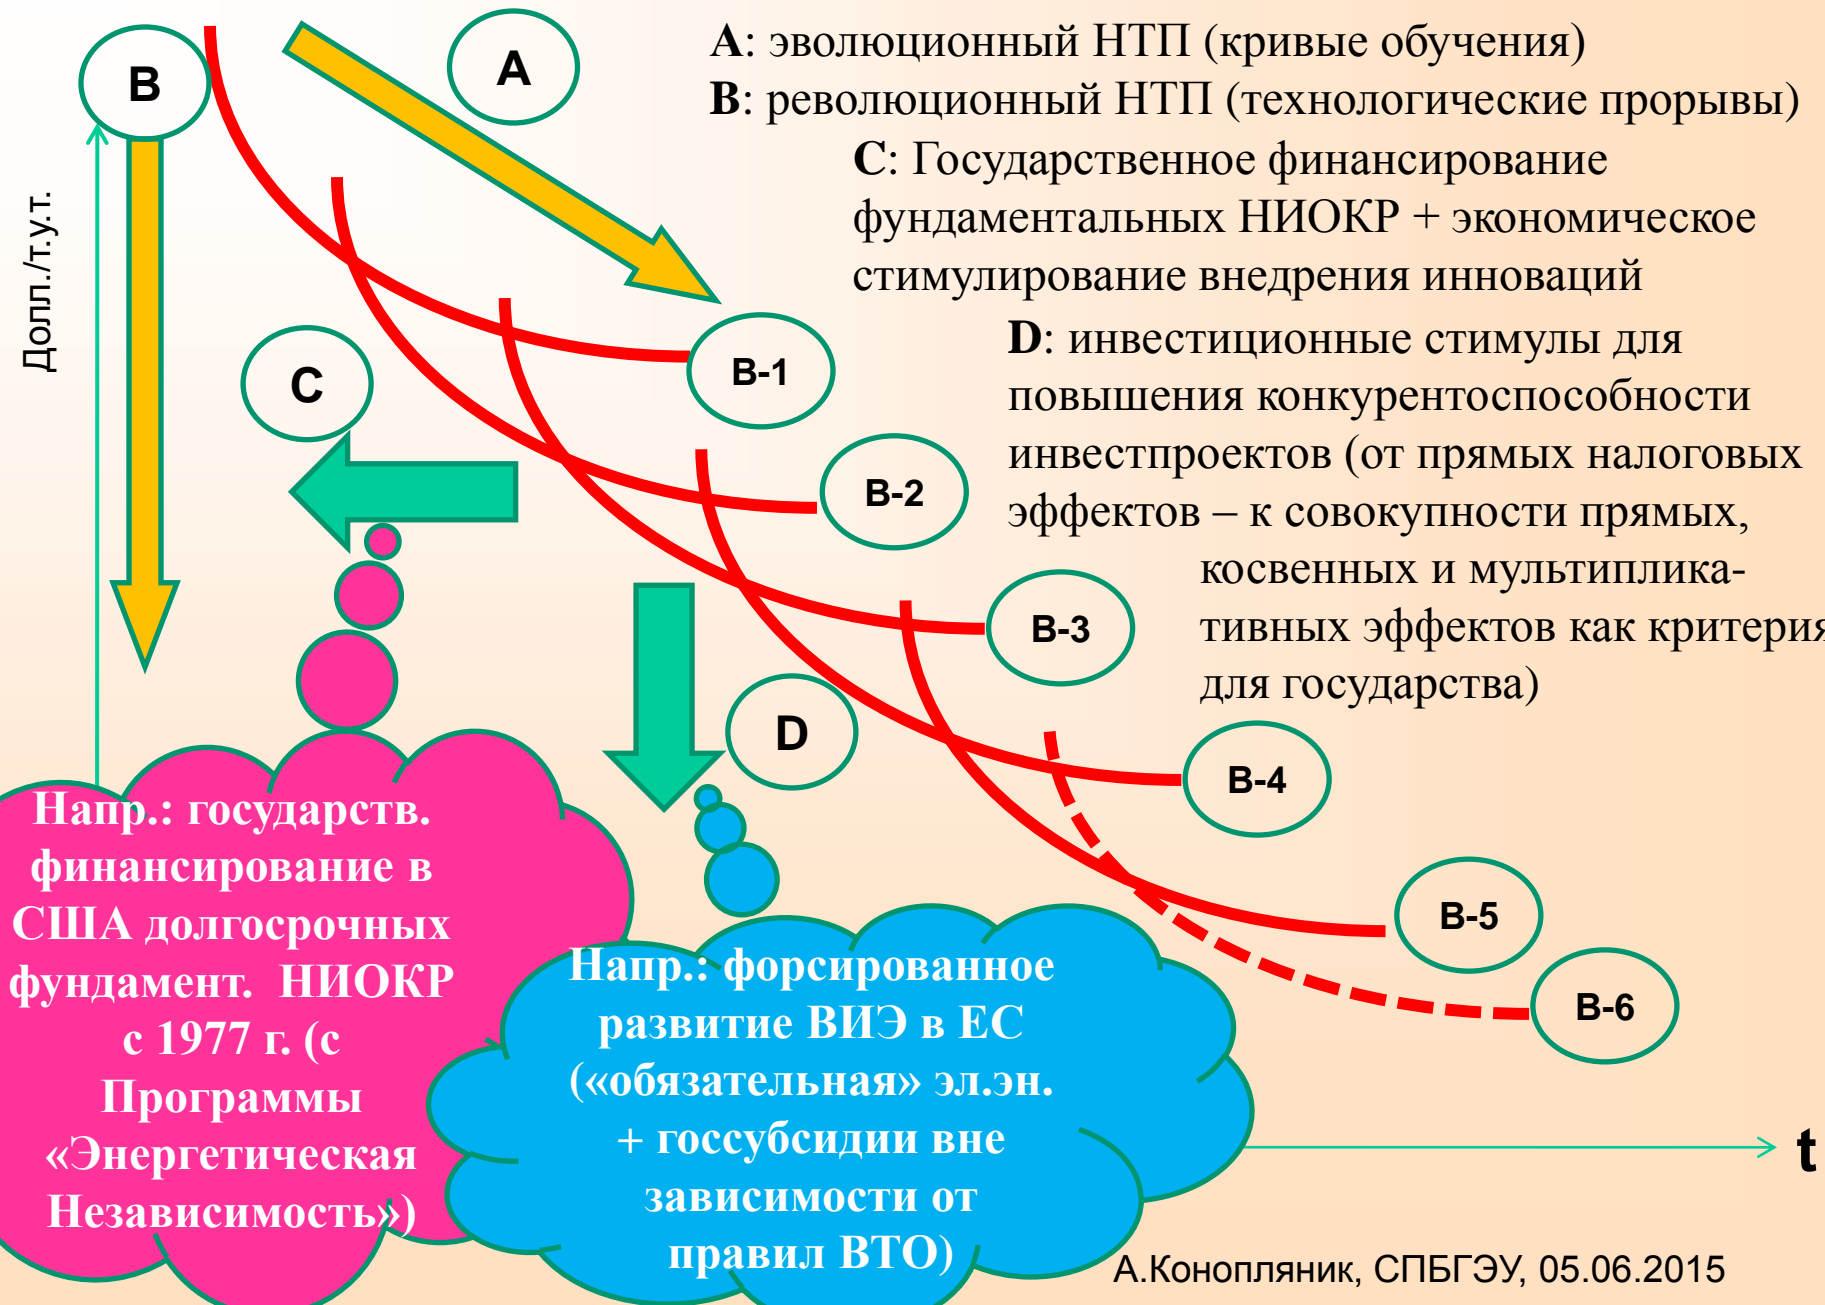 A: эволюционный НТП (кривые обучения)
B: революционный НТП (технологические прорывы)
C: Государственное финансирование
фундаментальных НИОКР + экономическое
стимулирование внедрения инноваций
D: инвестиционные стимулы для
повышения конкурентоспособности
инвестпроектов (от прямых налоговых
эффектов – к совокупности прямых,
косвенных и мультиплика-
тивных эффектов как критерия
для государства)
B
A
Долл./т.у.т.
C
B-1
B-2
B-3
D
B-4
B-5
B-6
Напр.: государств.
финансирование в
США долгосрочных
фундамент. НИОКР
с 1977 г. (с
Программы
«Энергетическая
Независимость»)
Напр.: форсированное
развитие ВИЭ в ЕС
(«обязательная» эл.эн.
+ госсубсидии вне
зависимости от
правил ВТО)
t
А.Конопляник, СПБГЭУ, 05.06.2015